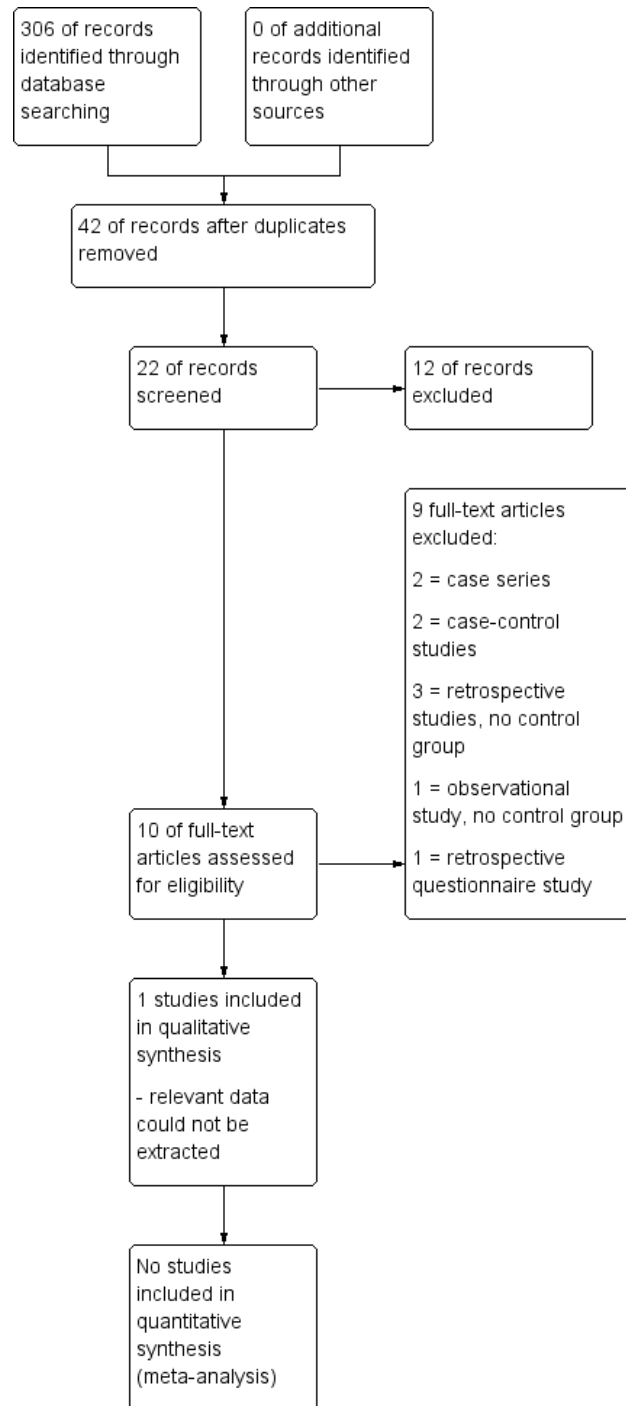 306 of records
identified through
database
searching
0 of additional
records identified
through other
sources
42 of records after duplicates
removed
22 of records
screened
12 of records
excluded
9 full-text articles
excluded:
2 = case series
2 = case-control
studies
3 = retrospective
studies, no control
group
1 = observational
study, no control group
1 = retrospective
questionnaire study
10 of full-text
articles assessed
for eligibility
1 studies included
in qualitative
synthesis
- relevant data
could not be
extracted
No studies
included in
quantitative
synthesis
(meta-analysis)